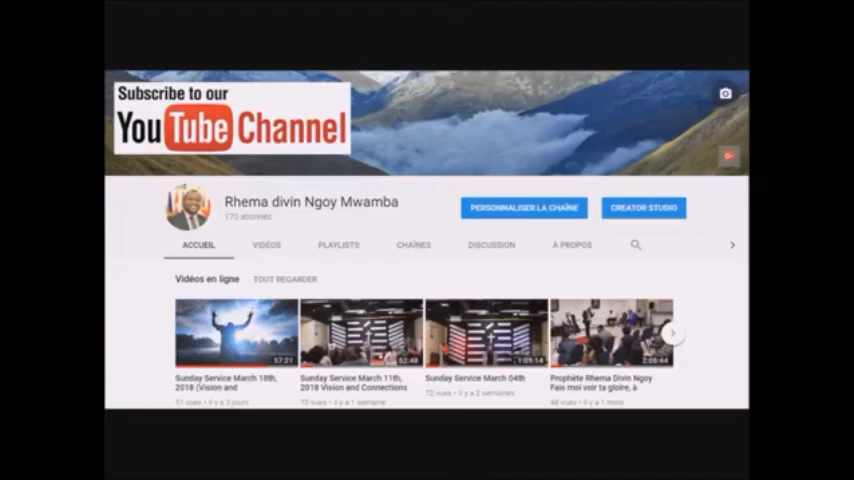 Subscribe to our
YouTube Channel
Rhema divin Ngoy Mwamba
170 abonnés
PERSONNALISER LA CHAÎNE
CREATOR STUDIO
ACCUEIL
VIDÉOS
PLAYLISTS
CHAÎNES
DISCUSSION
À PROPOS
Vidéos en ligne TOUT REGARDER
57:21
52:48
1:09:14
2:06:44
Sunday Service March 18th,
2018 (Vision and
51 vues • il y a 3 jours
Sunday Service March 11th,
2018 Vision and Connections
70 vues • il y a 1 semaine
Sunday Service March 04th
72 vues • il y a 2 semaines
Prophète Rhema Divin Ngoy
Fais moi voir ta gloire, à
48 vues • il y a 1 mois